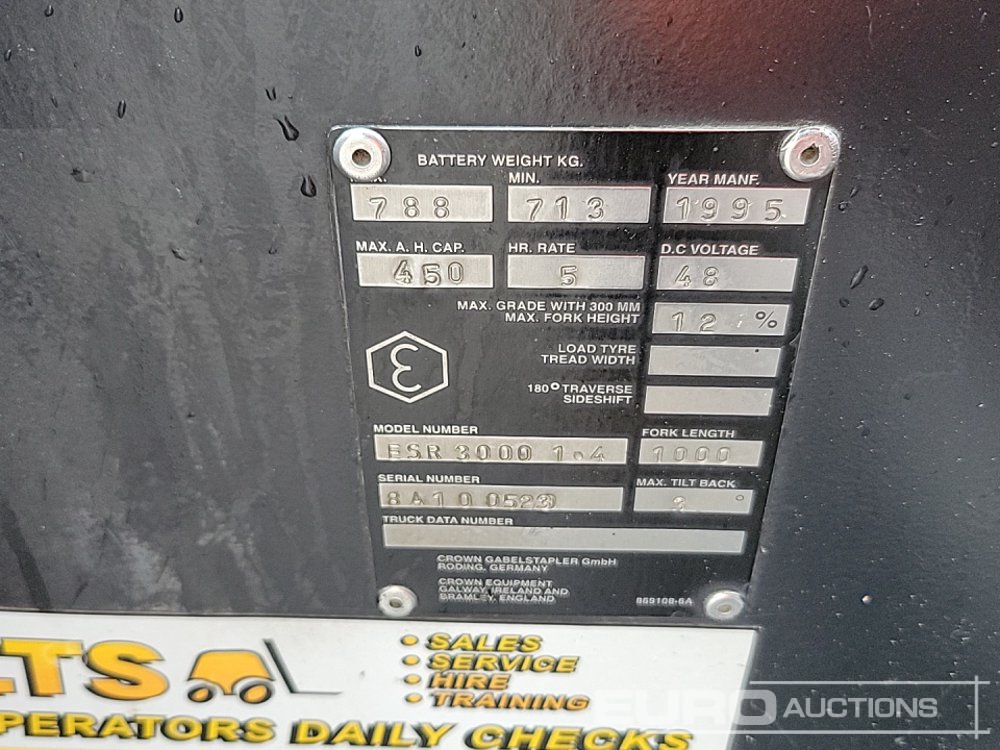 BATTERY WEIGHT KG.
MIN. YEAR MANF.
788 713 1995
MAX. A. H. CAP. HR. RATE D.C VOLTAGE
450 5 48
MAX. GRADE WITH 300 MM
MAX. FORK HEIGHT 12 %
LOAD TYRE
TREAD WIDTH
180° TRAVERSE
SIDESHIFT
MODEL NUMBER FORK LENGTH
ESR 3000 1.4 1000
SERIAL NUMBER MAX. TILT BACK
°
TRUCK DATA NUMBER
CROWN GABELSTAPLER GmbH
RODING, GERMANY
CROWN EQUIPMENT
GALWAY, IRELAND AND
BRAMLEY, ENGLAND
LTS
• SALES
• SERVICE
• HIRE
• TRAINING
OPERATORS DAILY CHECKS
EURO AUCTIONS